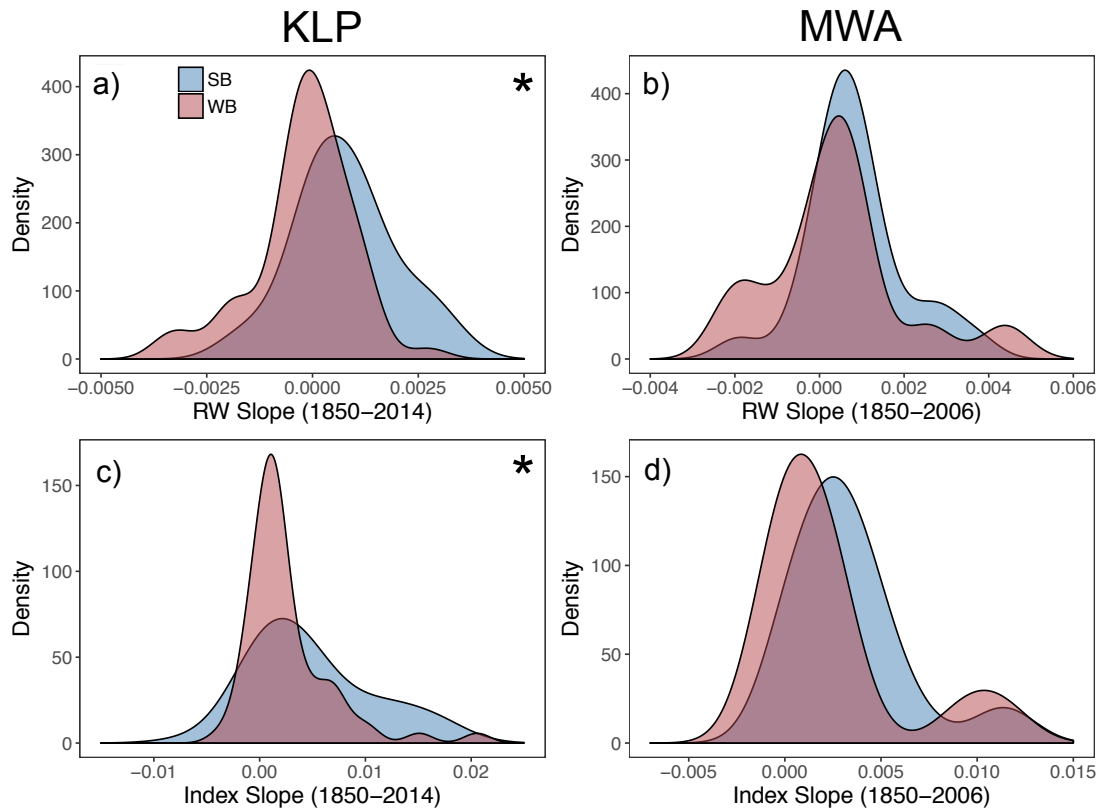 KLP
MWA
a)
SB
WB
*
b)
400
300
200
100
0
Density
−0.0050
−0.0025
0.0000
0.0025
0.0050
RW Slope (1850−2014)
400
300
200
100
0
Density
−0.004
−0.002
0.000
0.002
0.004
0.006
RW Slope (1850−2006)
c)
*
d)
150
100
50
0
Density
−0.01
0.00
0.01
0.02
Index Slope (1850−2014)
150
100
50
0
Density
−0.005
0.000
0.005
0.010
0.015
Index Slope (1850−2006)